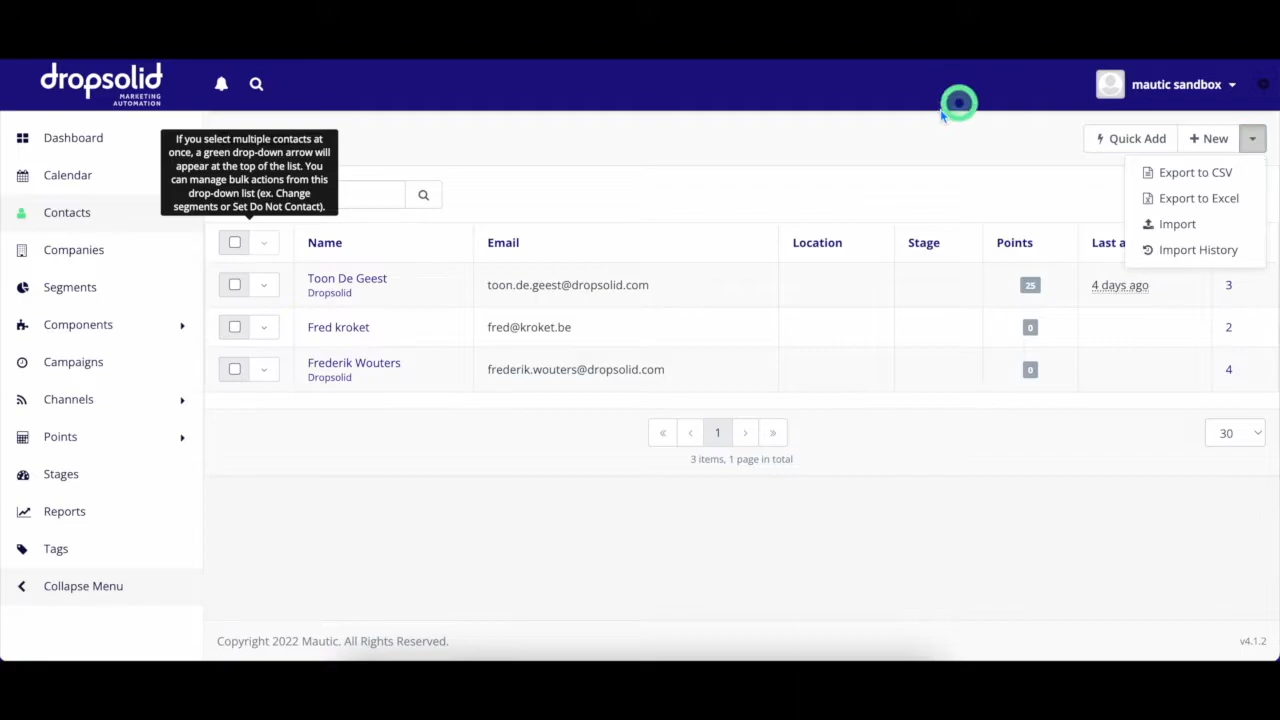 dropsolid
MARKETING
AUTOMATION
mautic sandbox
Dashboard
Calendar
Contacts
Companies
Segments
Components
Campaigns
Channels
Points
Stages
Reports
Tags
Collapse Menu
If you select multiple contacts at
once, a green drop-down arrow will
appear at the top of the list. You
can manage bulk actions from this
drop-down list (ex. Change
segments or Set Do Not Contact).
Quick Add
+ New
Export to CSV
Export to Excel
Import
Import History
Name Email Location Stage Points Last a
Toon De Geest
Dropsolid
toon.de.geest@dropsolid.com 25 4 days ago 3
Fred kroket fred@kroket.be 0 2
Frederik Wouters
Dropsolid
frederik.wouters@dropsolid.com 0 4
« ‹ 1 › »
30
3 items, 1 page in total
Copyright 2022 Mautic. All Rights Reserved.
v4.1.2